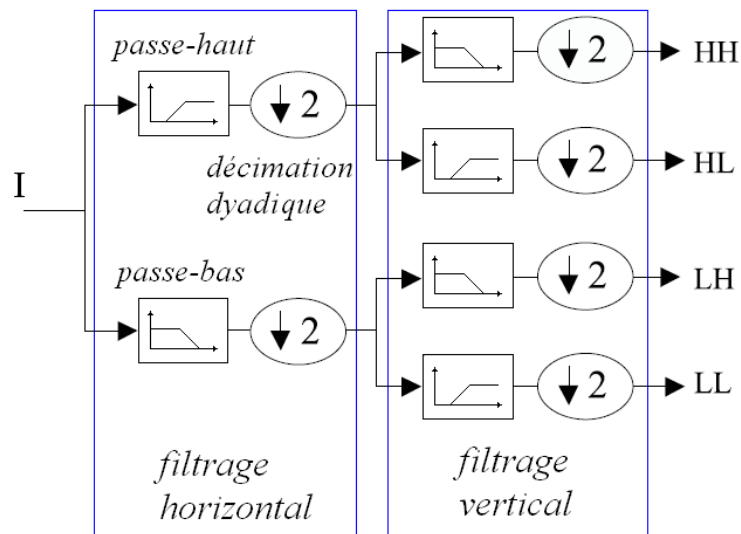 passe-haut
↓ 2
↓ 2
HH
décimation
dyadique
↓ 2
HL
I
passe-bas
↓ 2
↓ 2
LH
↓ 2
LL
filtrage
horizontal
filtrage
vertical